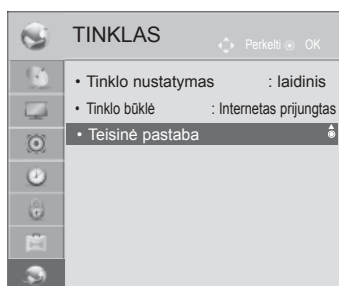 TINKLAS
Perkelti OK
• Tinklo nustatymas : laidinis
• Tinklo būklė : Internetas prijungtas
• Teisinė pastaba